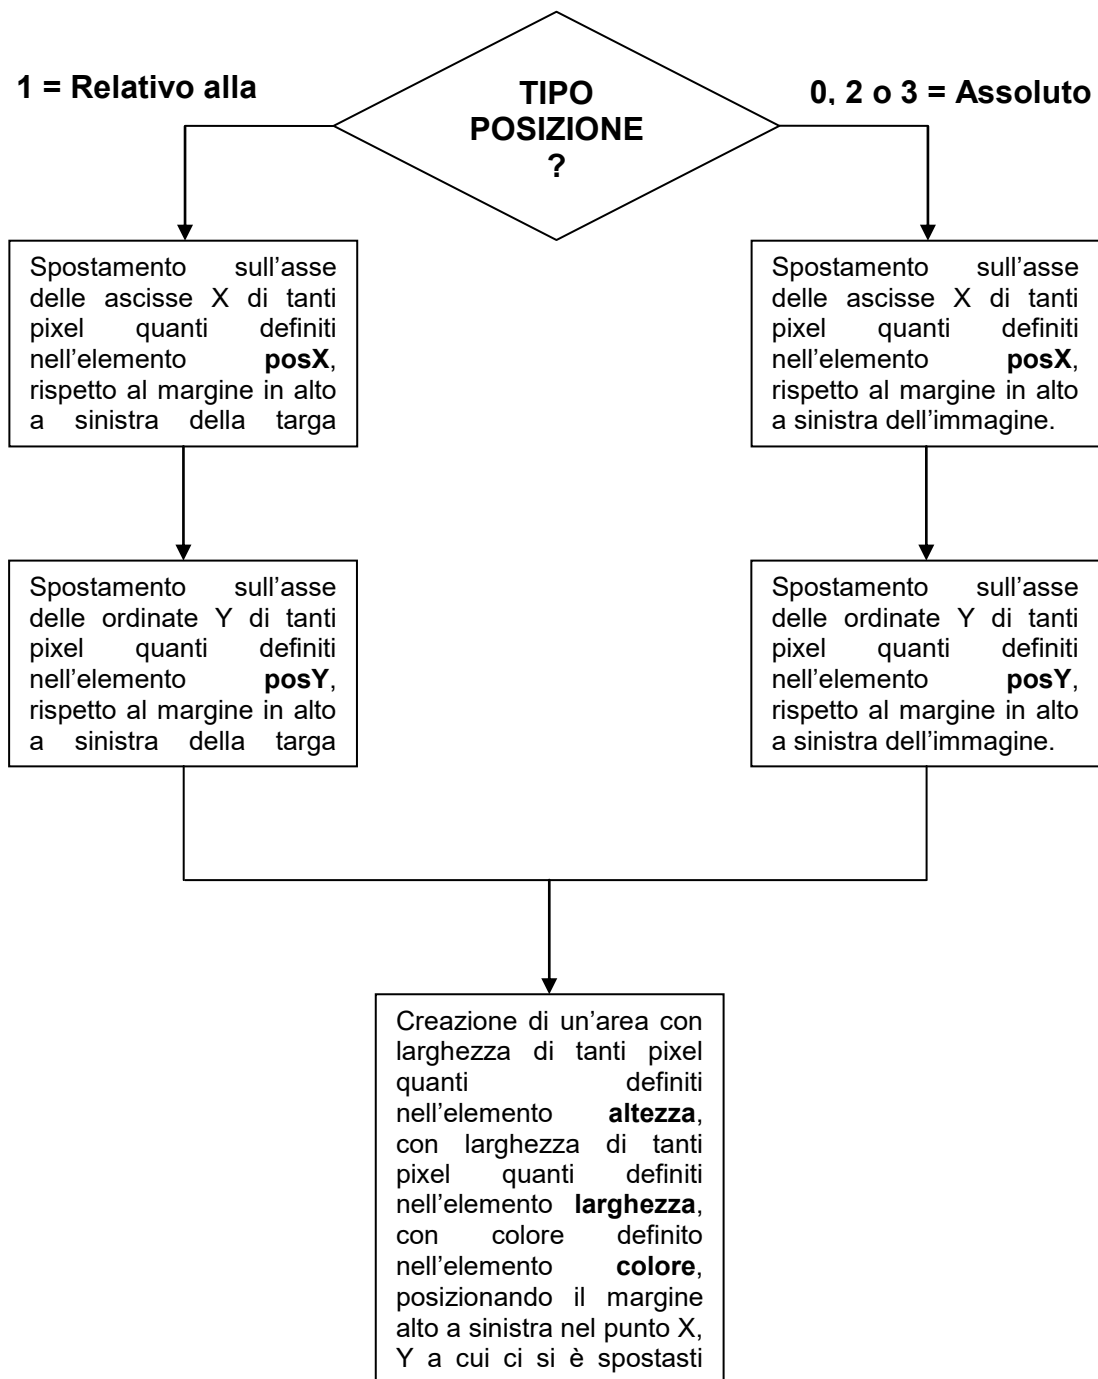 1 = Relativo alla
TIPO
POSIZIONE
?
0, 2 o 3 = Assoluto
Spostamento sull’asse
delle ascisse X di tanti
pixel quanti definiti
nell’elemento posX,
rispetto al margine in alto
a sinistra della targa
Spostamento sull’asse
delle ascisse X di tanti
pixel quanti definiti
nell’elemento posX,
rispetto al margine in alto
a sinistra dell’immagine.
Spostamento sull’asse
delle ordinate Y di tanti
pixel quanti definiti
nell’elemento posY,
rispetto al margine in alto
a sinistra della targa
Spostamento sull’asse
delle ordinate Y di tanti
pixel quanti definiti
nell’elemento posY,
rispetto al margine in alto
a sinistra dell’immagine.
Creazione di un’area con
larghezza di tanti pixel
quanti definiti
nell’elemento altezza,
con larghezza di tanti
pixel quanti definiti
nell’elemento larghezza,
con colore definito
nell’elemento colore,
posizionando il margine
alto a sinistra nel punto X,
Y a cui ci si è spostasti